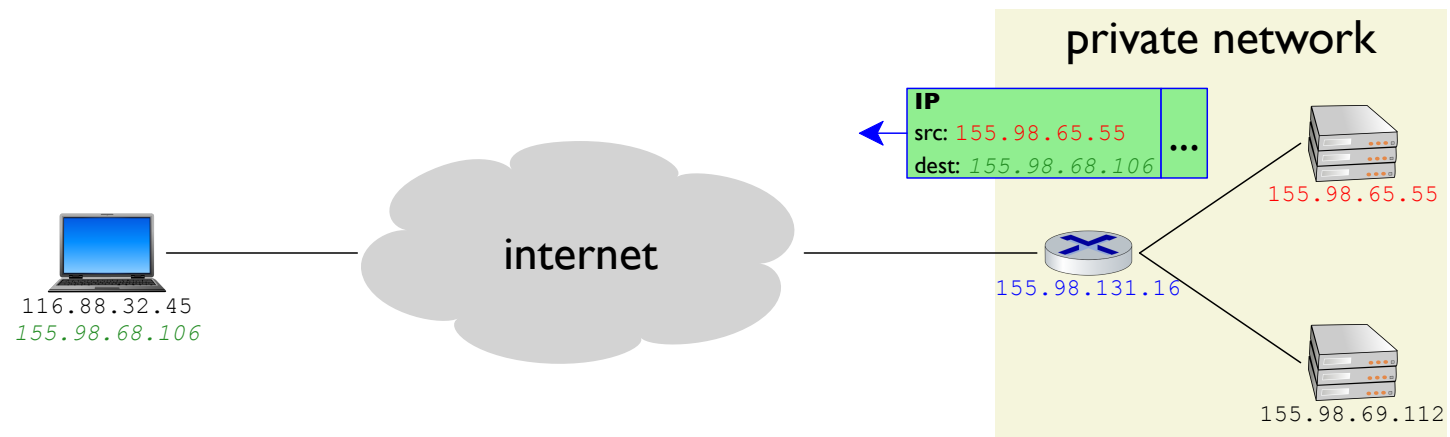 private network
IP
src: 155.98.65.55
dest: 155.98.68.106
...
155.98.65.55
internet
155.98.131.16
116.88.32.45
155.98.68.106
155.98.69.112